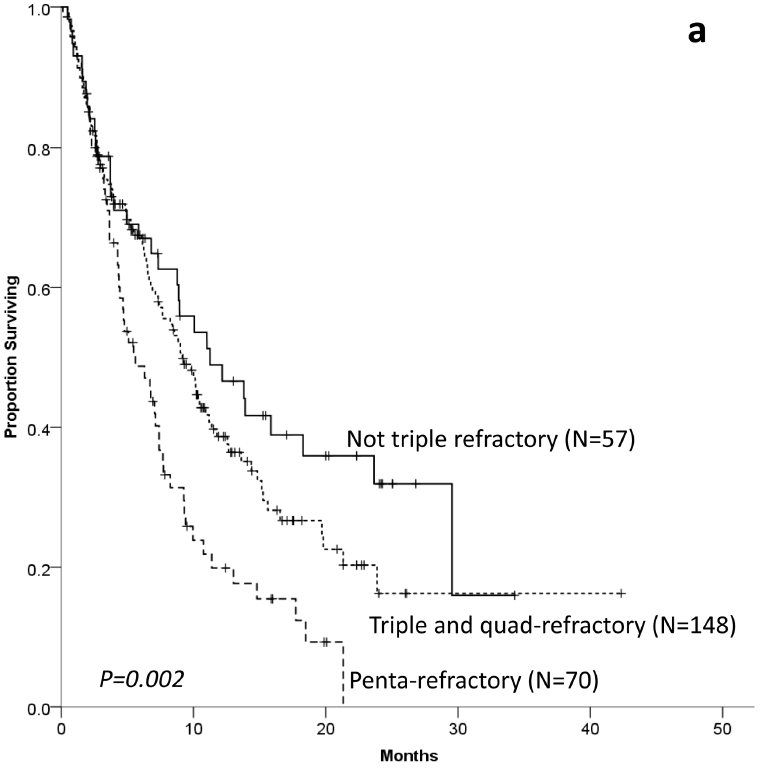 a
Proportion Surviving
1.0
0.8
0.6
0.4
0.2
0.0
Not triple refractory (N=57)
Triple and quad-refractory (N=148)
P=0.002
Penta-refractory (N=70)
0 10 20 30 40 50
Months